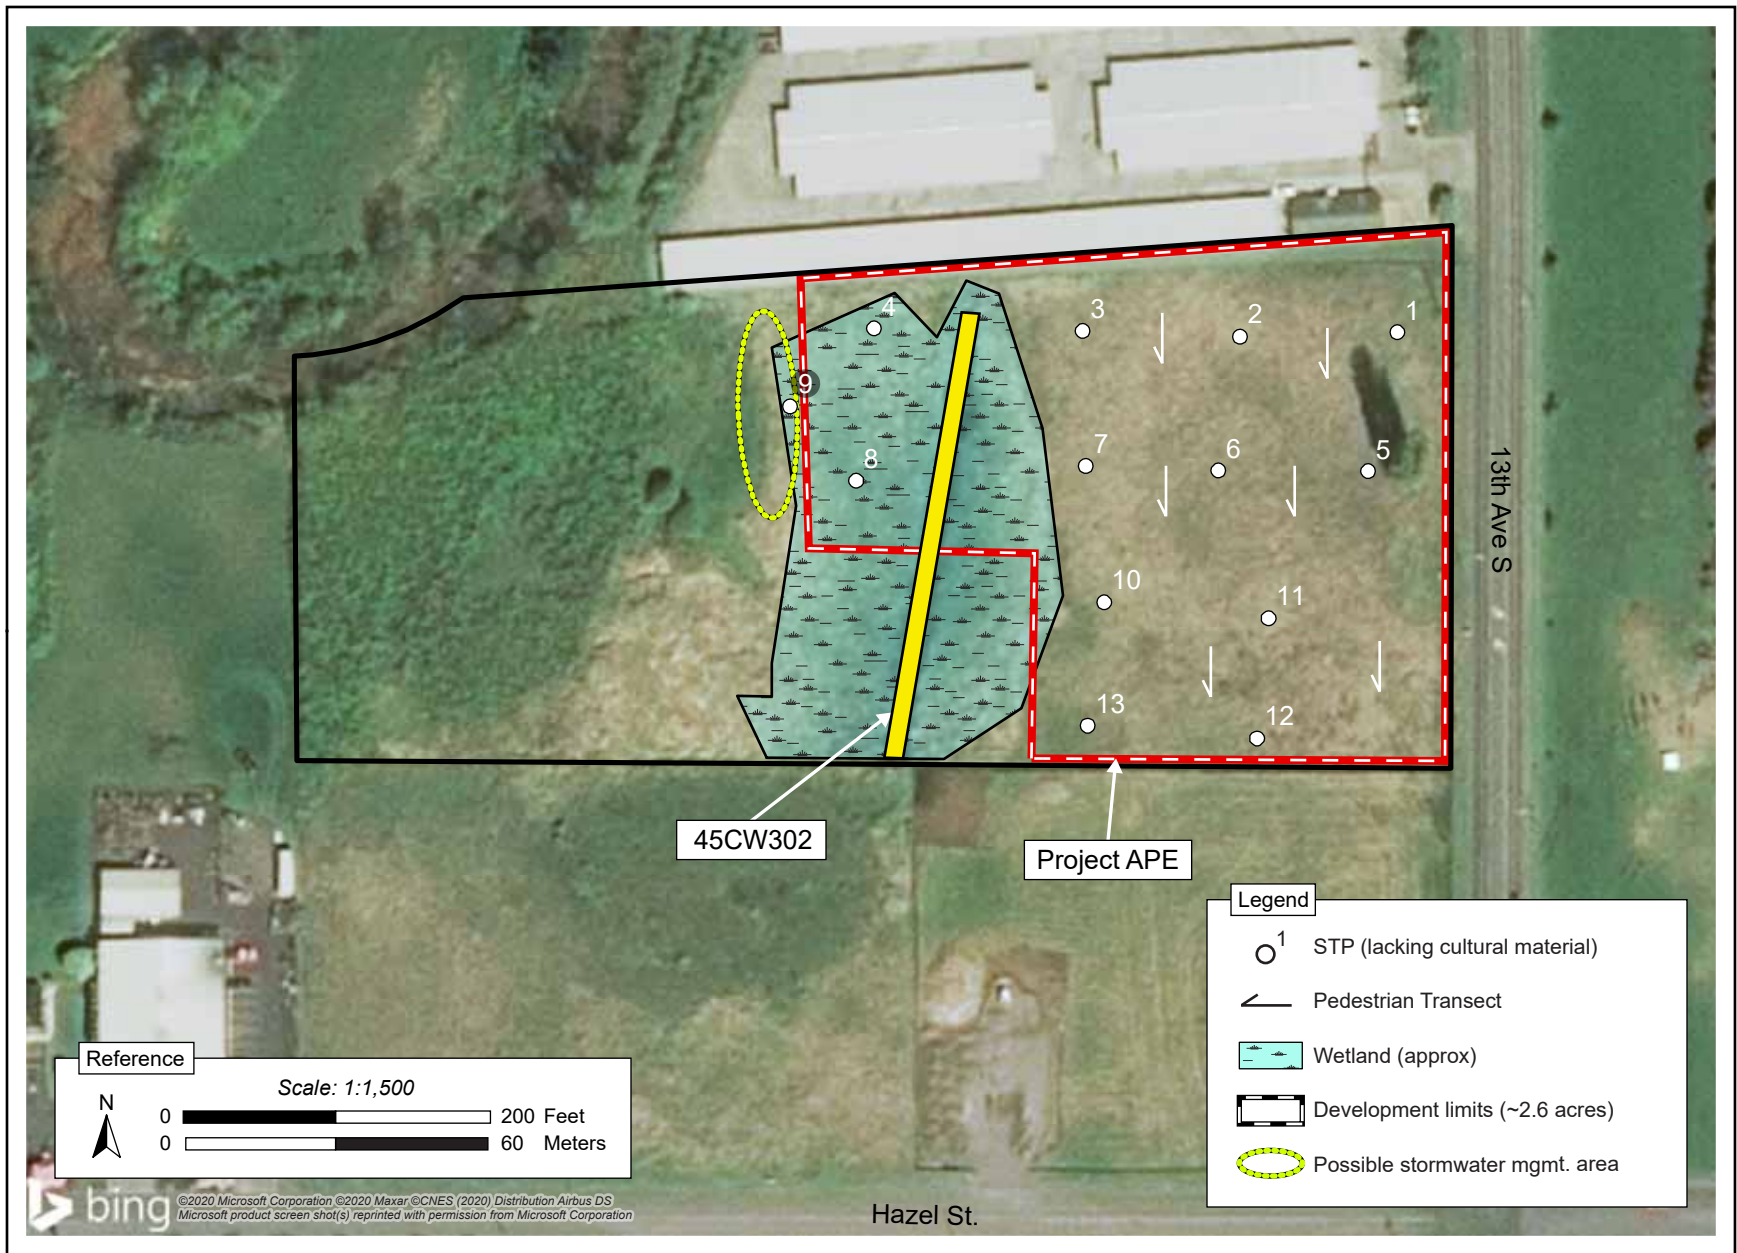 4
3
2
1
9
8
7
6
5
13th Ave S
10
11
13
12
45CW302
Project APE
Legend
1 STP (lacking cultural material)
Pedestrian Transect
Wetland (approx)
Development limits (~2.6 acres)
Possible stormwater mgmt. area
Reference
Scale: 1:1,500
N
0 200 Feet
0 60 Meters
bing
©2020 Microsoft Corporation ©2020 Maxar ©CNES (2020) Distribution Airbus DS
Microsoft product screen shot(s) reprinted with permission from Microsoft Corporation
Hazel St.